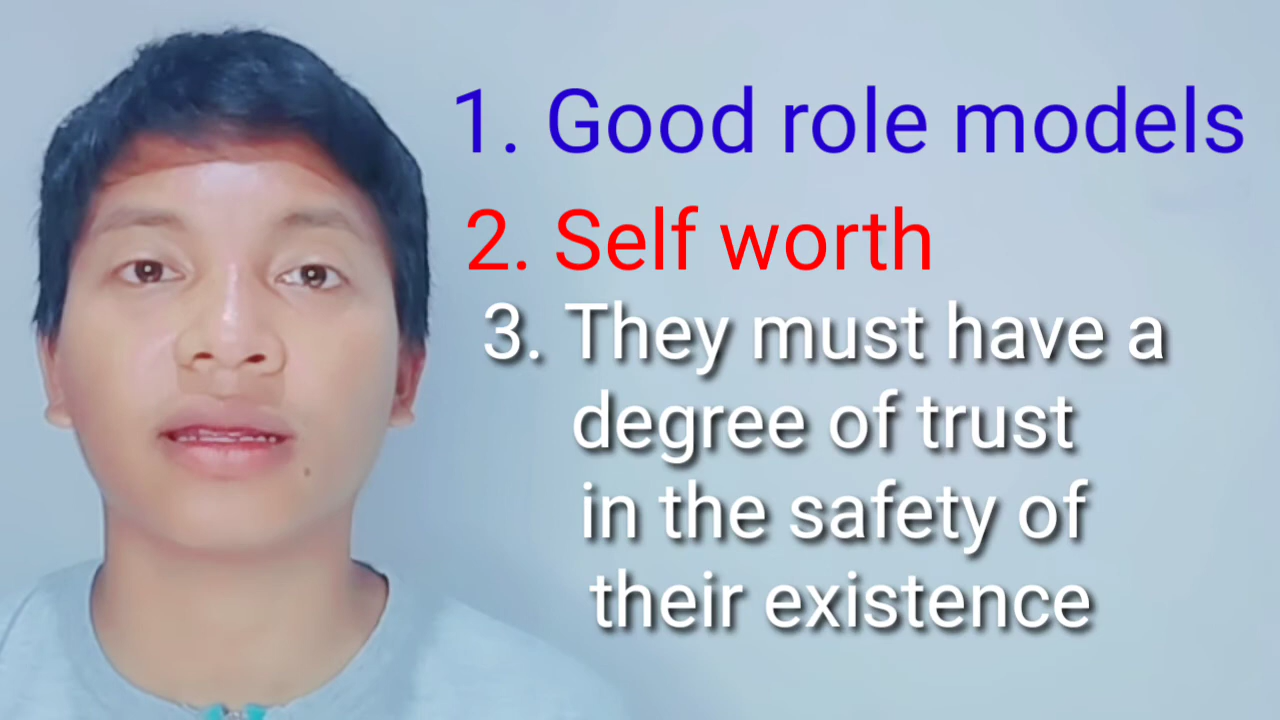 1. Good role models
2. Self worth
3. They must have a
degree of trust
in the safety of
their existence